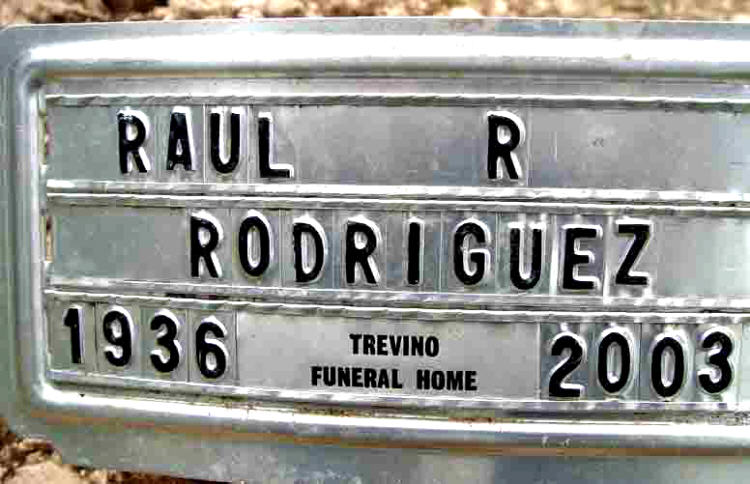 RAUL R
RODRIGUEZ
1936 TREVINO 2003
FUNERAL HOME